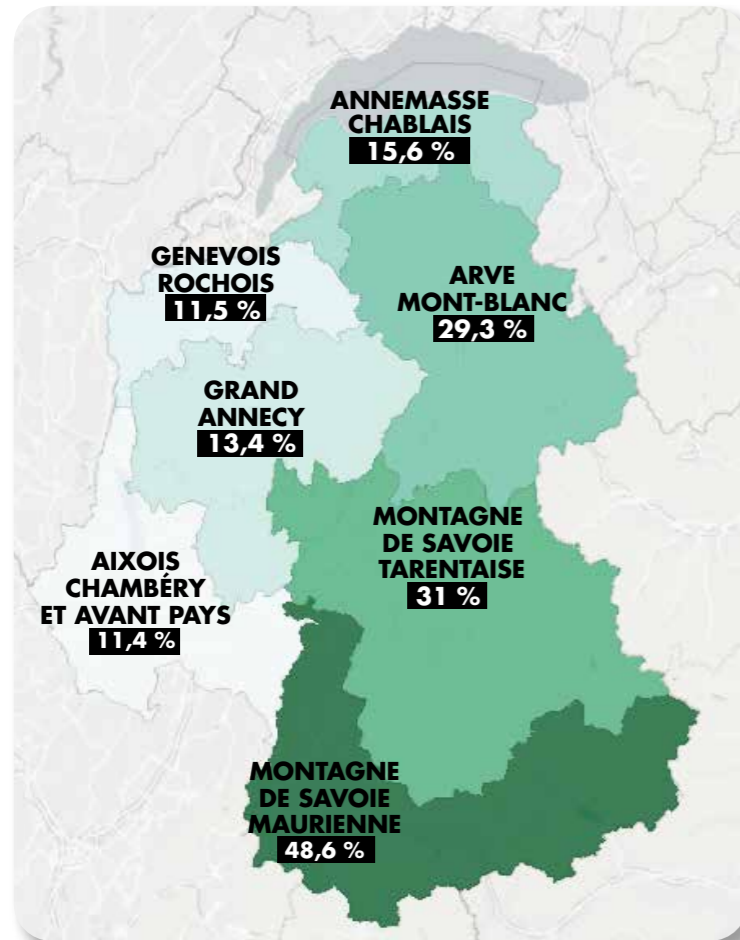 ANNEMASSE
CHABLAIS
15,6 %
GENEVOIS
ROCHOIS
11,5 %
ARVE
MONT-BLANC
29,3 %
GRAND
ANNECY
13,4 %
MONTAGNE
DE SAVOIE
TARENTAISE
31 %
AIXOIS
CHAMBÉRY
ET AVANT PAYS
11,4 %
MONTAGNE
DE SAVOIE
MAURIENNE
48,6 %